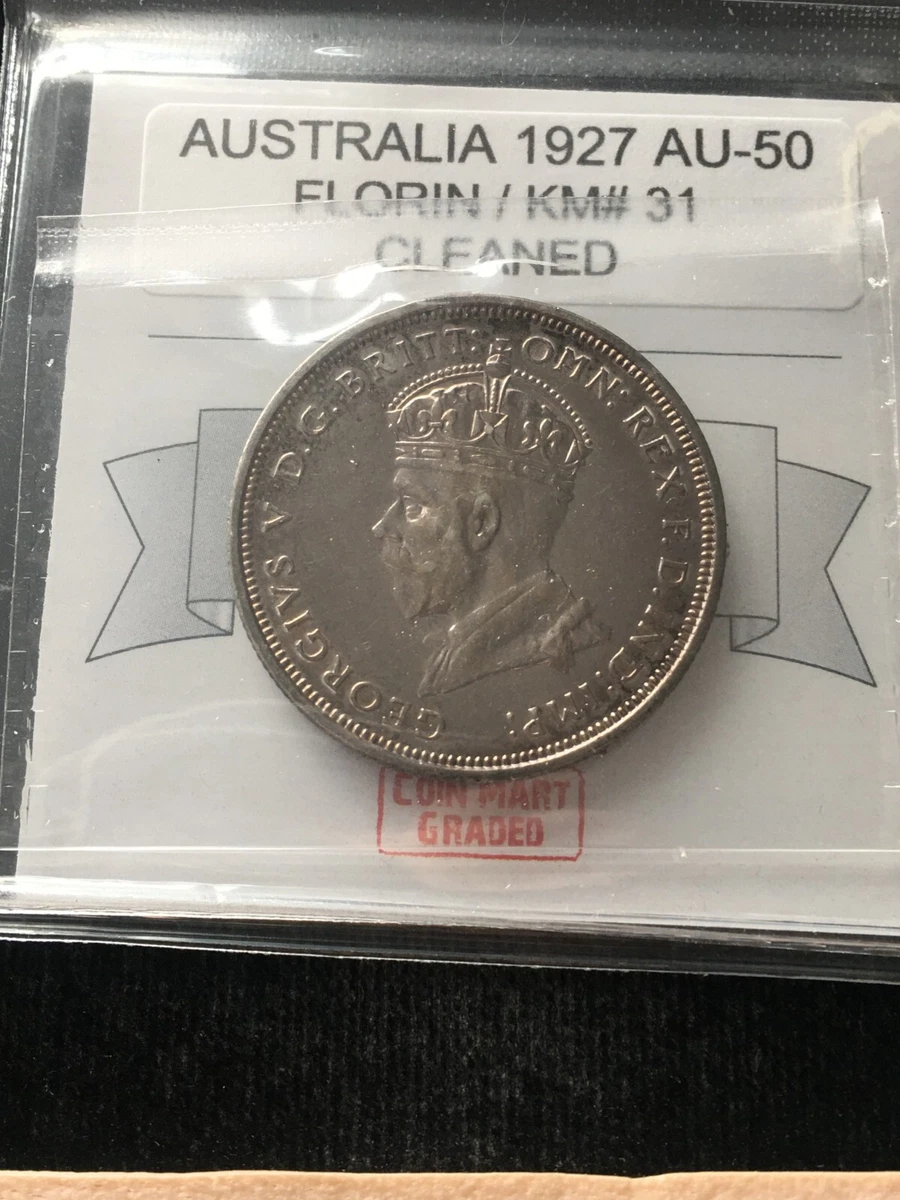 AUSTRALIA 1927 AU-50
FLORIN / KM# 31
CLEANED
GEORGIVS V D.G. BRITT: OMN: REX F.D. IND: IMP:
COIN MART
GRADED